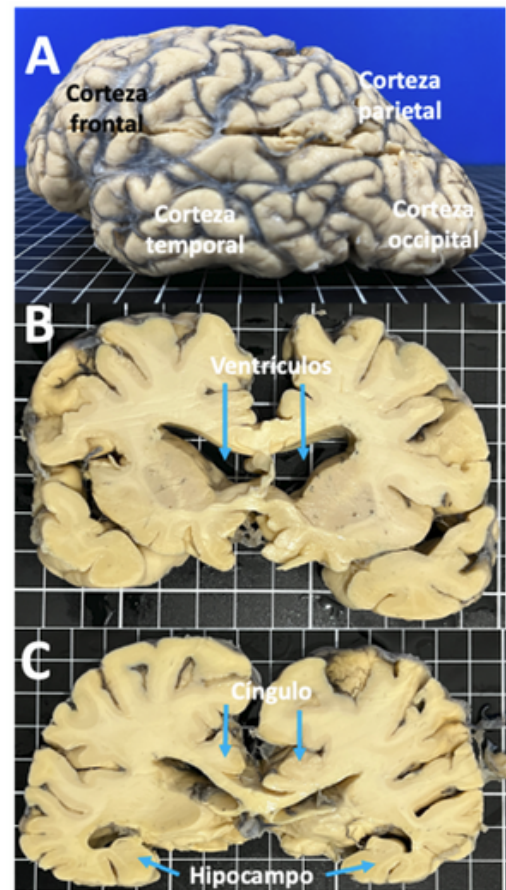 A
Corteza
frontal
Corteza
parietal
Corteza
temporal
Corteza
occipital
B
Ventrículos
C
Cíngulo
Hipocampo